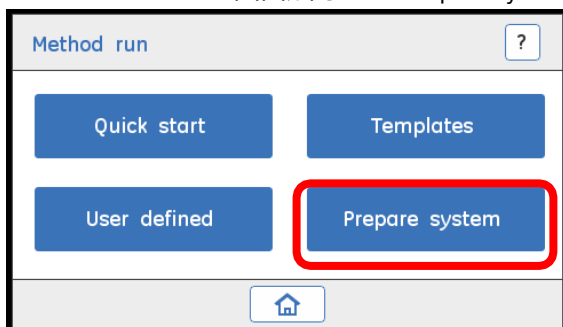 Method run
?
Quick start
Templates
User defined
Prepare system